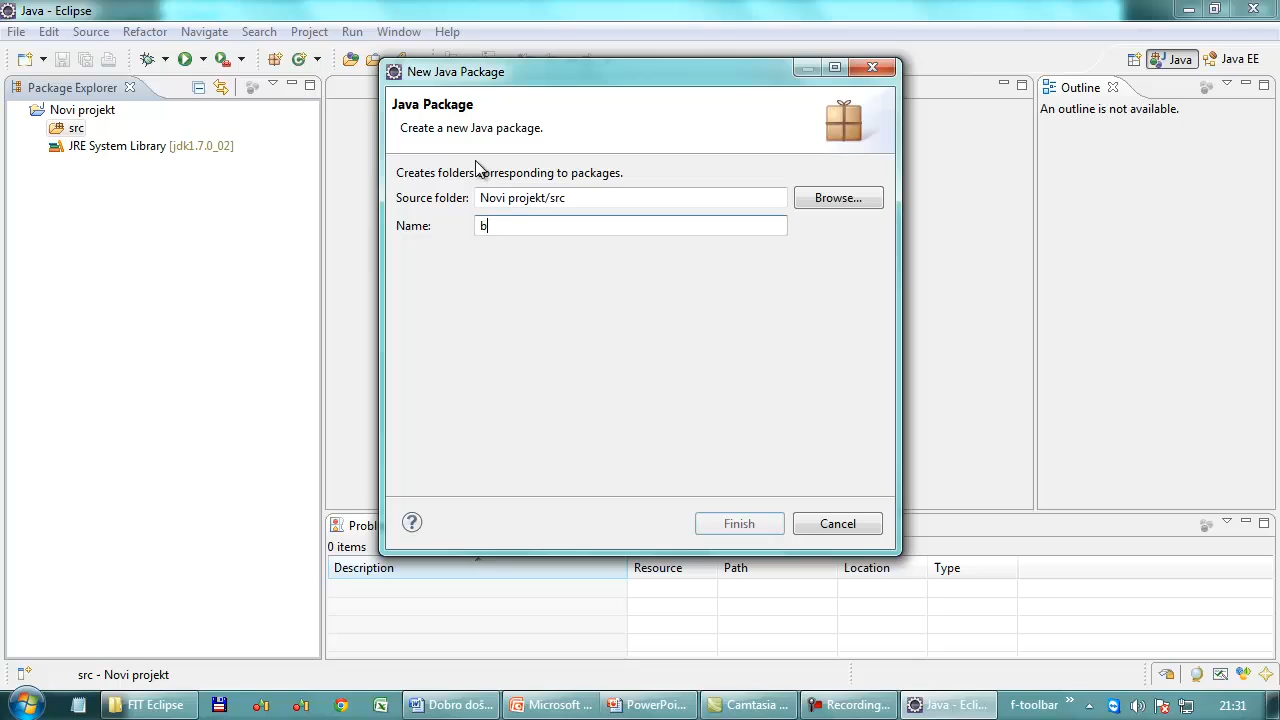 Java - Eclipse
File Edit Source Refactor Navigate Search Project Run Window Help
Java Java EE
Package Explorer
Novi projekt
src
JRE System Library [jdk1.7.0_02]
New Java Package
Java Package
Create a new Java package.
Creates folders corresponding to packages.
Source folder: Novi projekt/src Browse...
Name: b
? Finish Cancel
Outline
An outline is not available.
Probl
0 items
Description Resource Path Location Type
src - Novi projekt
FIT Eclipse Dobro doš... Microsoft ... PowerPoi... Camtasia ... Recording... Java - Ecli... f-toolbar » 21:31